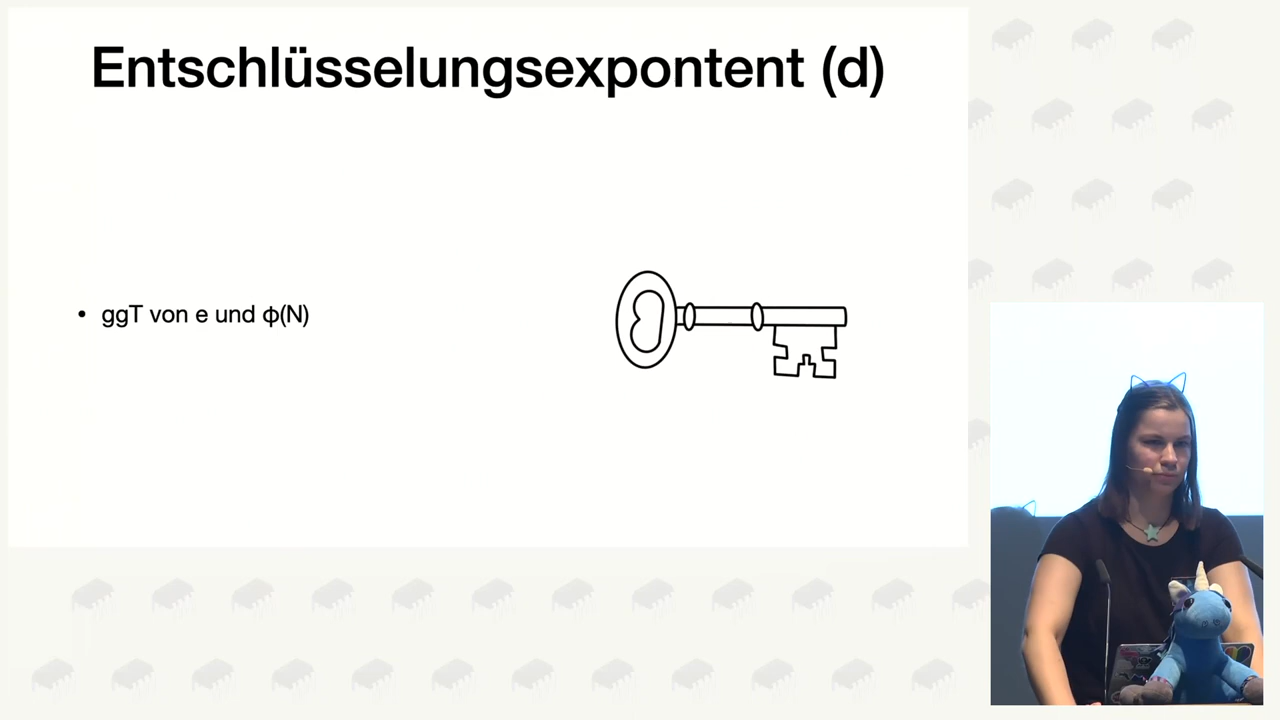 Entschlüsselungsexpontent (d)
• ggT von e und ϕ(N)